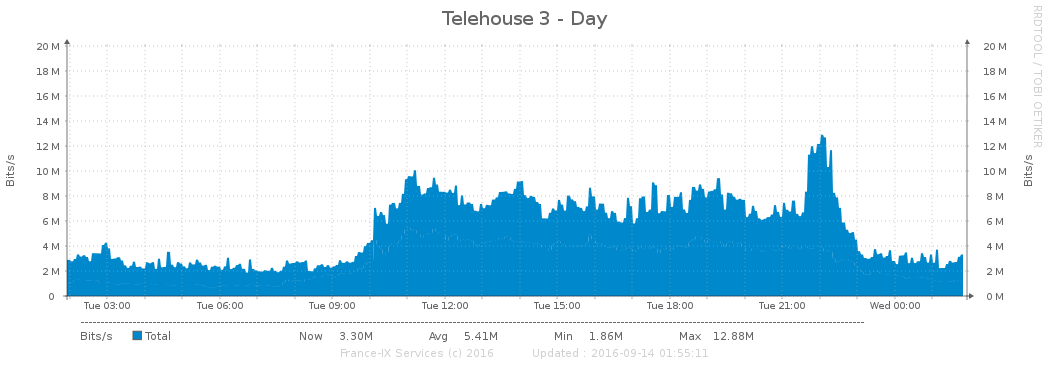 Telehouse 3 - Day
RRDTOOL / TOBI OETIKER
Bits/s
20 M 20 M
18 M 18 M
16 M 16 M
14 M 14 M
12 M 12 M
10 M 10 M
8 M 8 M
6 M 6 M
4 M 4 M
2 M 2 M
0 0 M
Bits/s
Tue 03:00 Tue 06:00 Tue 09:00 Tue 12:00 Tue 15:00 Tue 18:00 Tue 21:00 Wed 00:00
Bits/s Total Now 3.30M Avg 5.41M Min 1.86M Max 12.88M
France-IX Services (c) 2016 Updated : 2016-09-14 01:55:11